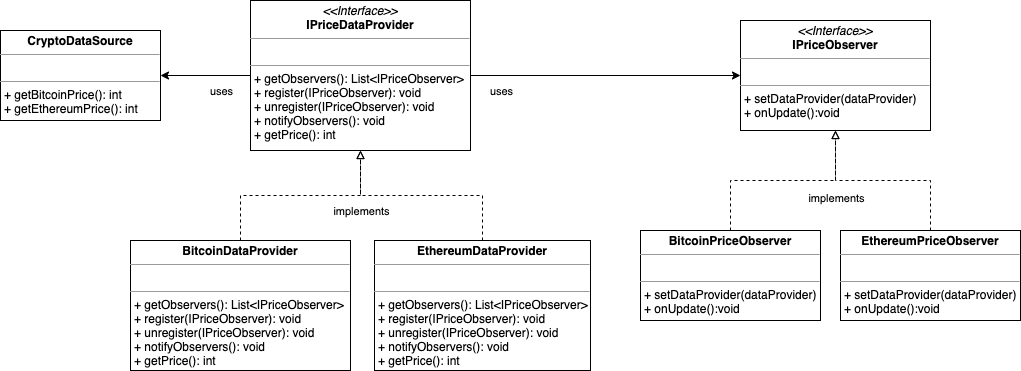 CryptoDataSource
+ getBitcoinPrice(): int
+ getEthereumPrice(): int
uses
<<Interface>>
IPriceDataProvider
+ getObservers(): List<IPriceObserver>
+ register(IPriceObserver): void
+ unregister(IPriceObserver): void
+ notifyObservers(): void
+ getPrice(): int
uses
<<Interface>>
IPriceObserver
+ setDataProvider(dataProvider)
+ onUpdate():void
implements
BitcoinDataProvider
+ getObservers(): List<IPriceObserver>
+ register(IPriceObserver): void
+ unregister(IPriceObserver): void
+ notifyObservers(): void
+ getPrice(): int
EthereumDataProvider
+ getObservers(): List<IPriceObserver>
+ register(IPriceObserver): void
+ unregister(IPriceObserver): void
+ notifyObservers(): void
+ getPrice(): int
implements
BitcoinPriceObserver
+ setDataProvider(dataProvider)
+ onUpdate():void
EthereumPriceObserver
+ setDataProvider(dataProvider)
+ onUpdate():void